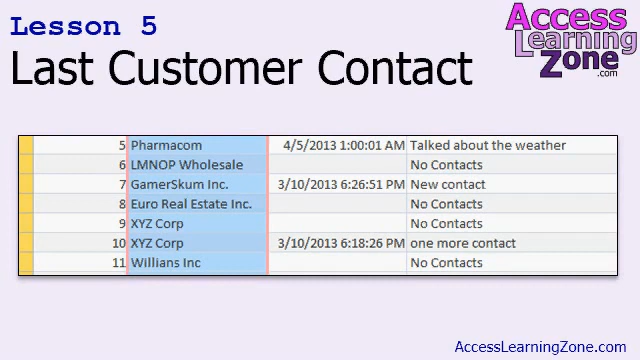 Lesson 5
Access
Learning
Zone
.com
Last Customer Contact
5 Pharmacom 4/5/2013 1:00:01 AM Talked about the weather
6 LMNOP Wholesale No Contacts
7 GamerSkum Inc. 3/10/2013 6:26:51 PM New contact
8 Euro Real Estate Inc. No Contacts
9 XYZ Corp No Contacts
10 XYZ Corp 3/10/2013 6:18:26 PM one more contact
11 Willians Inc No Contacts
AccessLearningZone.com